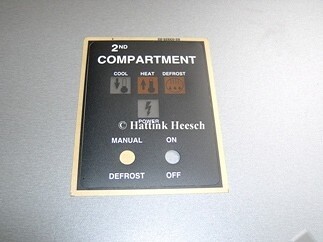 2ND
COMPARTMENT
COOL HEAT DEFROST
POWER
© Hattink Heesch
MANUAL ON
DEFROST OFF